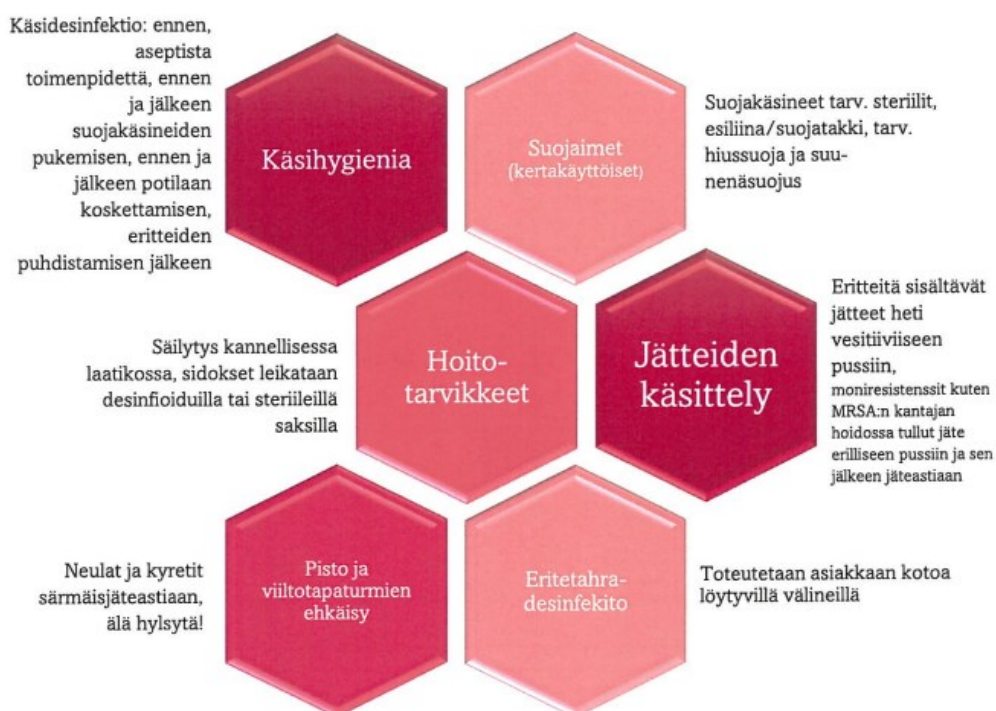 Käsidesinfektio: ennen,
aseptista
toimenpidettä, ennen
ja jälkeen
suojakäsineiden
pukemisen, ennen ja
jälkeen potilaan
koskettamisen,
eritteiden
puhdistamisen jälkeen
Käsihygienia
Suojaimet
(kertakäyttöiset)
Suojakäsineet tarv. steriilit,
esiliina/suojatakki, tarv.
hiussuoja ja suu-
nenäsuojus
Säilytys kannellisessa
laatikossa, sidokset leikataan
desinfioiduilla tai steriileillä
saksilla
Hoito-
tarvikkeet
Jätteiden
käsittely
Eritteitä sisältävät
jätteet heti
vesitiiviiseen
pussiin,
moniresistenssit kuten
MRSA:n kantajan
hoidossa tullut jäte
erilliseen pussiin ja sen
jälkeen jäteastiaan
Neulat ja kyretit
särmäisjäteastiaan,
älä hylsytä!
Pisto ja
viiltotapaturmien
ehkäisy
Eritetahra-
desinfekito
Toteutetaan asiakkaan kotoa
löytyvillä välineillä